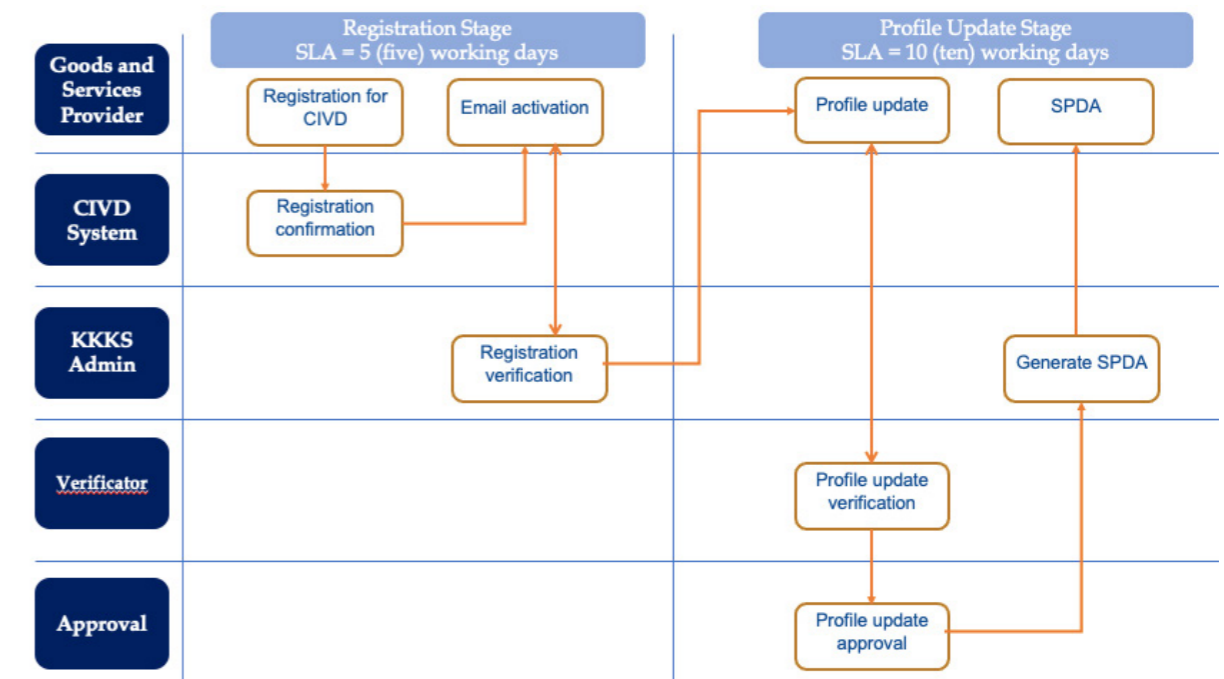 Registration Stage
SLA = 5 (five) working days
Profile Update Stage
SLA = 10 (ten) working days
Goods and
Services
Provider
Registration for
CIVD
Email activation
Profile update
SPDA
CIVD
System
Registration
confirmation
KKKS
Admin
Registration
verification
Generate SPDA
Verificator
Profile update
verification
Approval
Profile update
approval